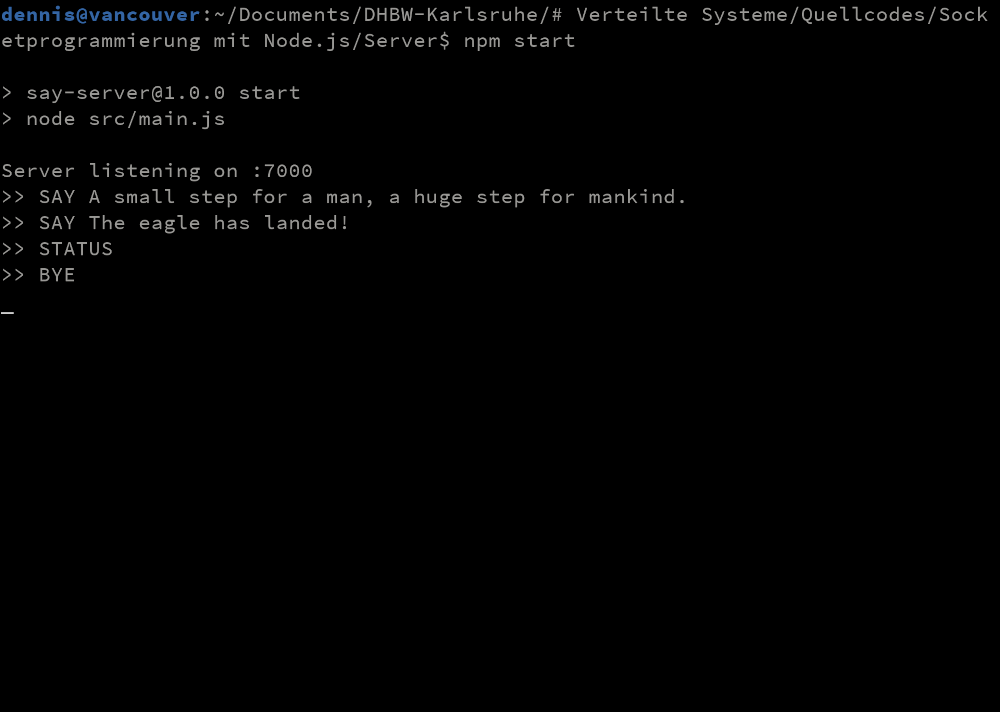 dennis@vancouver:~/Documents/DHBW-Karlsruhe/# Verteilte Systeme/Quellcodes/Sock
etprogrammierung mit Node.js/Server$ npm start
> say-server@1.0.0 start
> node src/main.js
Server listening on :7000
>> SAY A small step for a man, a huge step for mankind.
>> SAY The eagle has landed!
>> STATUS
>> BYE